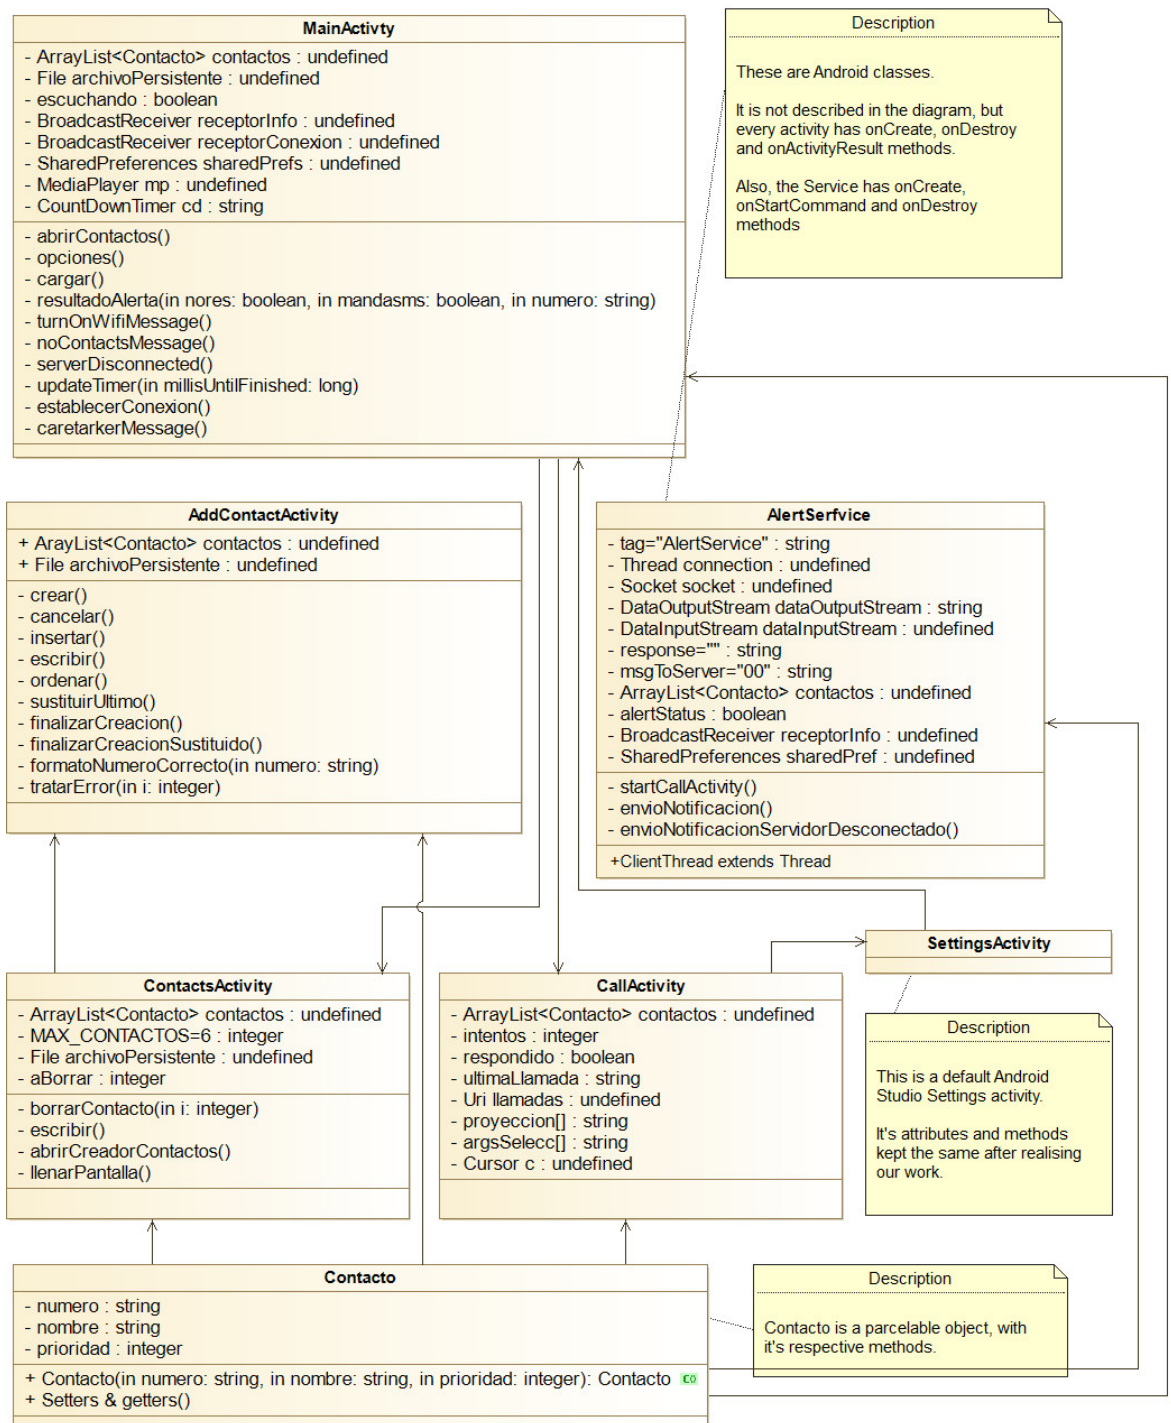 MainActivty
- ArrayList<Contacto> contactos : undefined
- File archivoPersistente : undefined
- escuchando : boolean
- BroadcastReceiver receptorInfo : undefined
- BroadcastReceiver receptorConexion : undefined
- SharedPreferences sharedPrefs : undefined
- MediaPlayer mp : undefined
- CountDownTimer cd : string
- abrirContactos()
- opciones()
- cargar()
- resultadoAlerta(in nores: boolean, in mandasms: boolean, in numero: string)
- turnOnWifiMessage()
- noContactsMessage()
- serverDisconnected()
- updateTimer(in millisUntilFinished: long)
- establecerConexion()
- caretarkerMessage()
Description
These are Android classes.
It is not described in the diagram, but
every activity has onCreate, onDestroy
and onActivityResult methods.
Also, the Service has onCreate,
onStartCommand and onDestroy
methods
AddContactActivity
+ ArayList<Contacto> contactos : undefined
+ File archivoPersistente : undefined
- crear()
- cancelar()
- insertar()
- escribir()
- ordenar()
- sustituirUltimo()
- finalizarCreacion()
- finalizarCreacionSustituido()
- formatoNumeroCorrecto(in numero: string)
- tratarError(in i: integer)
AlertSerfvice
- tag="AlertService" : string
- Thread connection : undefined
- Socket socket : undefined
- DataOutputStream dataOutputStream : string
- DataInputStream dataInputStream : undefined
- response="" : string
- msgToServer="00" : string
- ArrayList<Contacto> contactos : undefined
- alertStatus : boolean
- BroadcastReceiver receptorInfo : undefined
- SharedPreferences sharedPref : undefined
- startCallActivity()
- envioNotificacion()
- envioNotificacionServidorDesconectado()
+ClientThread extends Thread
SettingsActivity
ContactsActivity
- ArrayList<Contacto> contactos : undefined
- MAX_CONTACTOS=6 : integer
- File archivoPersistente : undefined
- aBorrar : integer
- borrarContacto(in i: integer)
- escribir()
- abrirCreadorContactos()
- llenarPantalla()
CallActivity
- ArrayList<Contacto> contactos : undefined
- intentos : integer
- respondido : boolean
- ultimaLlamada : string
- Uri llamadas : undefined
- proyeccion[] : string
- argsSelecc[] : string
- Cursor c : undefined
Description
This is a default Android
Studio Settings activity.
It's attributes and methods
kept the same after realising
our work.
Contacto
- numero : string
- nombre : string
- prioridad : integer
+ Contacto(in numero: string, in nombre: string, in prioridad: integer): Contacto co
+ Setters & getters()
Description
Contacto is a parcelable object, with
it's respective methods.